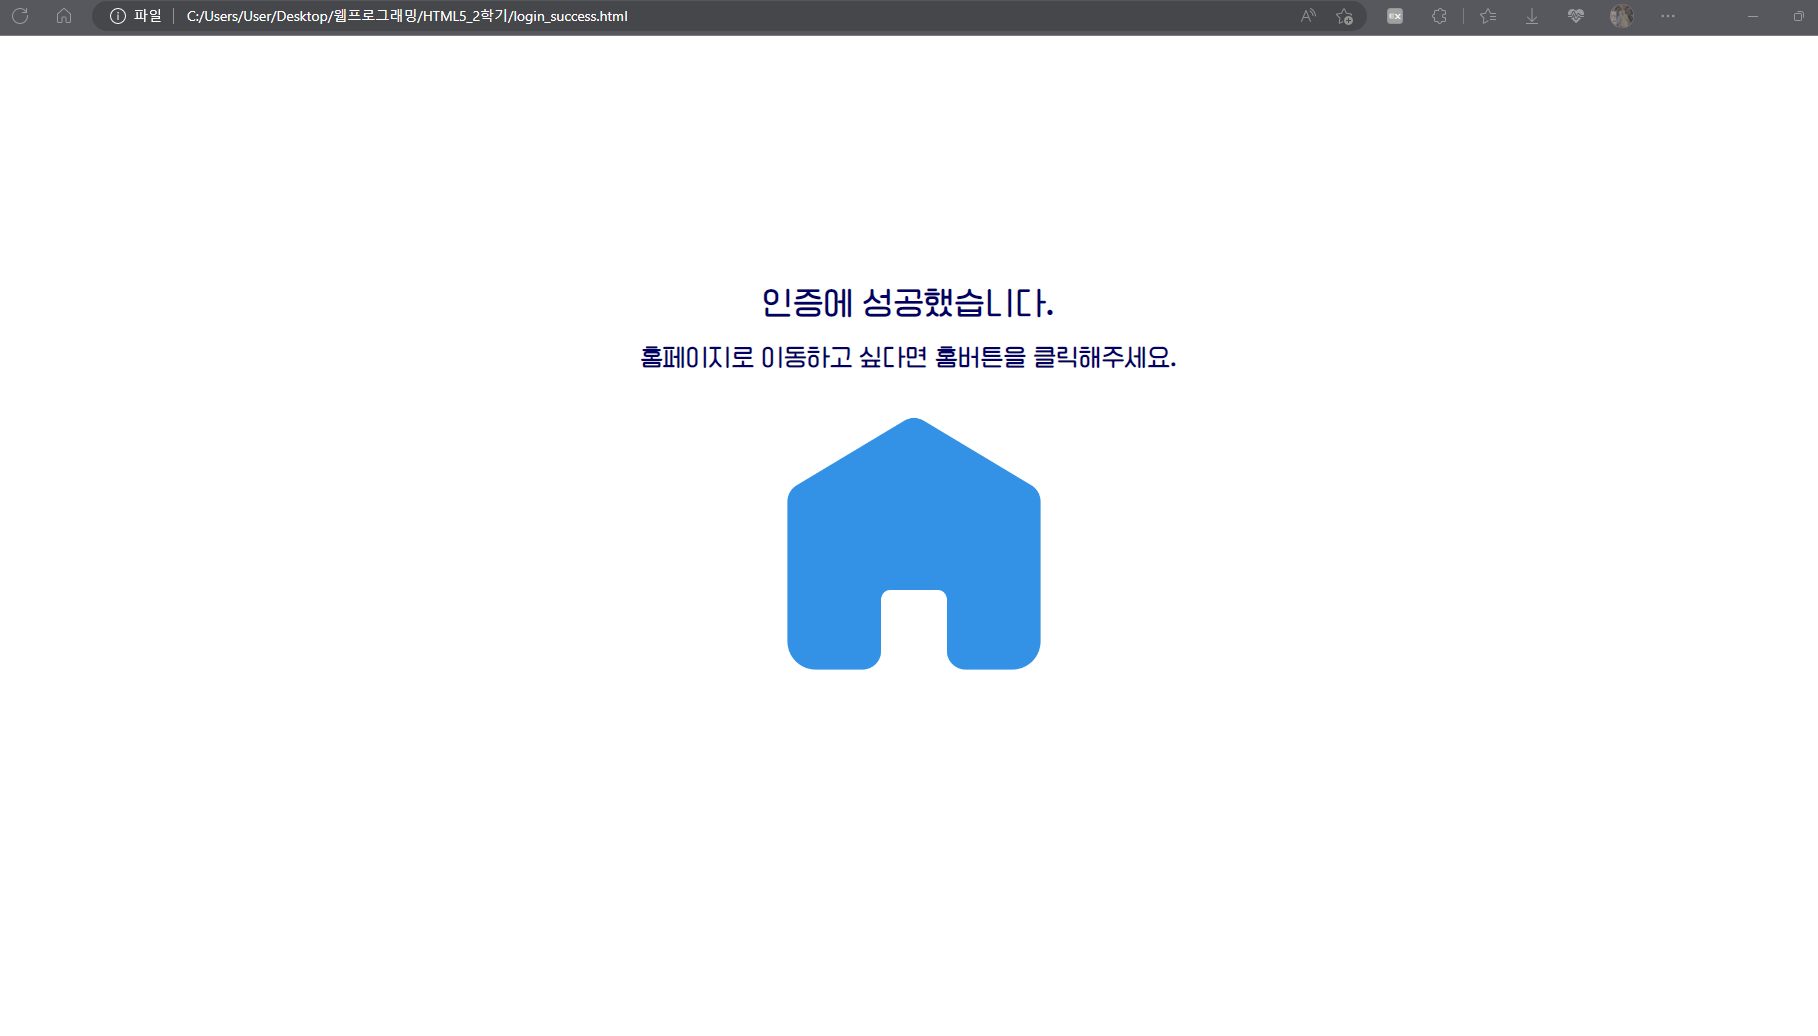 파일 C:/Users/User/Desktop/웹프로그래밍/HTML5_2학기/login_success.html
인증에 성공했습니다.
홈페이지로 이동하고 싶다면 홈버튼을 클릭해주세요.